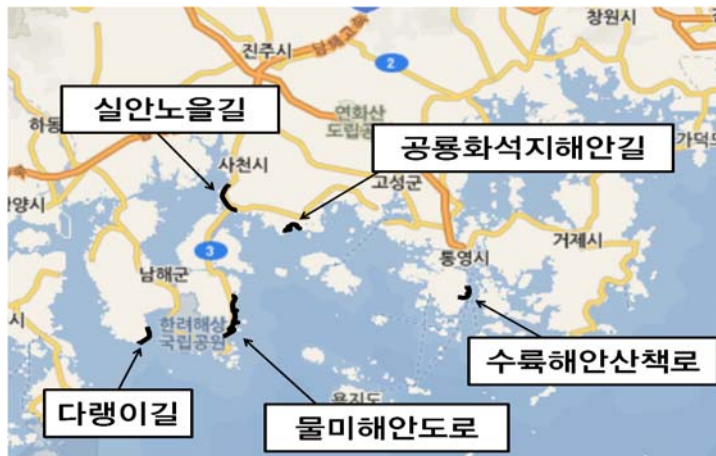 창원시
진주시
남해고속
2
실안노을길
연화산
도립공
하동
공룡화석지해안길
가덕도
사천시
고성군
광양시
3
거제시
통영시
남해군
한려해상
국립공원
수륙해안산책로
시
욕지도
다랭이길
물미해안도로